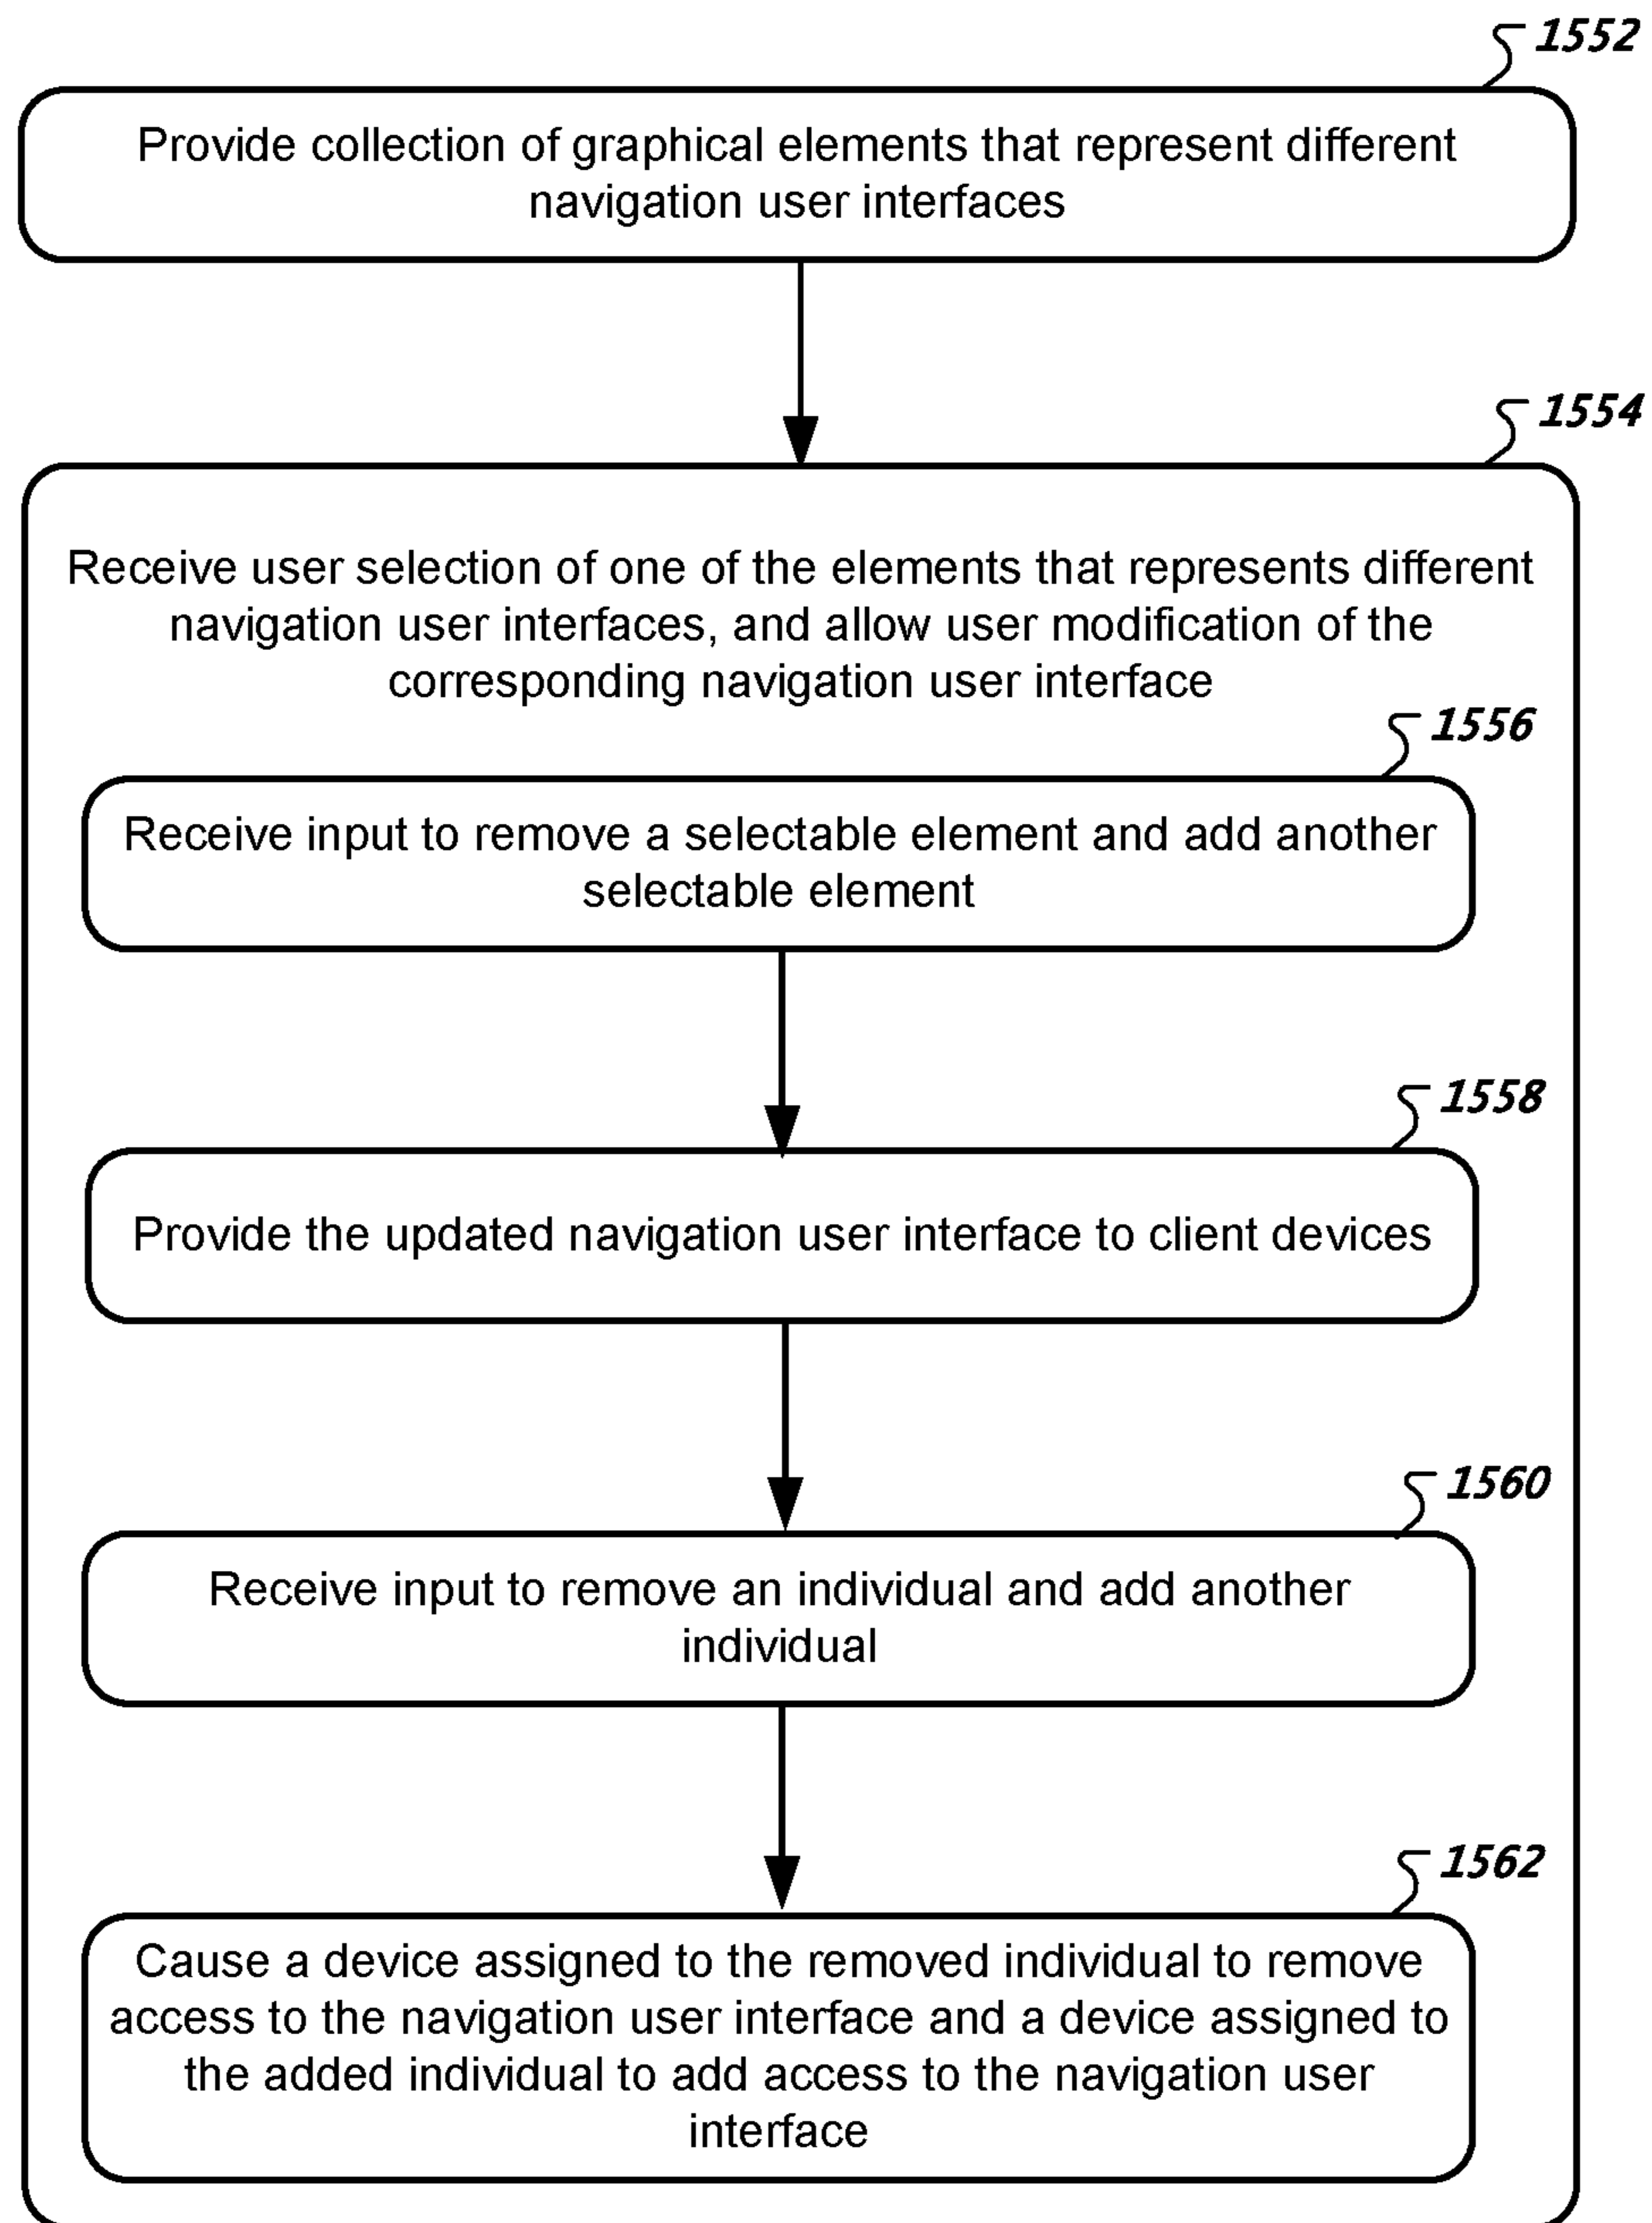 1552
Provide collection of graphical elements that represent different
navigation user interfaces
1554
Receive user selection of one of the elements that represents different
navigation user interfaces, and allow user modification of the
corresponding navigation user interface
1556
Receive input to remove a selectable element and add another
selectable element
1558
Provide the updated navigation user interface to client devices
1560
Receive input to remove an individual and add another
individual
1562
Cause a device assigned to the removed individual to remove
access to the navigation user interface and a device assigned to
the added individual to add access to the navigation user
interface